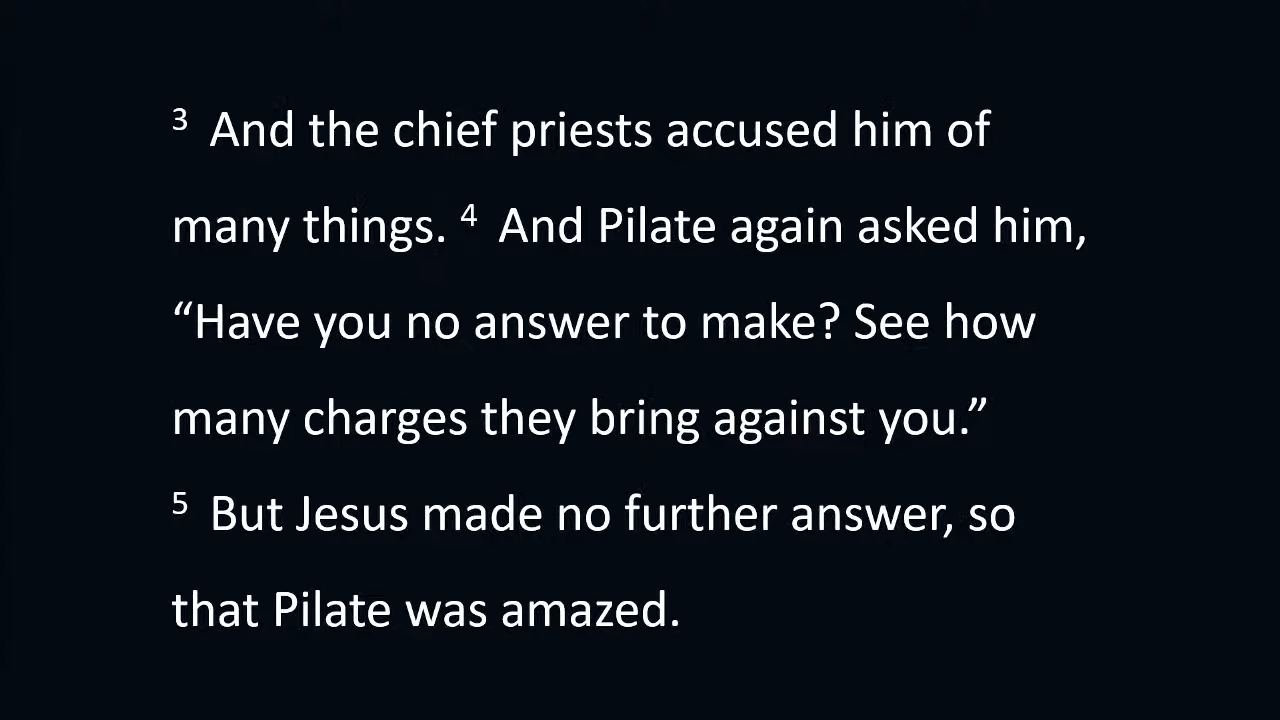 ³ And the chief priests accused him of
many things. ⁴ And Pilate again asked him,
“Have you no answer to make? See how
many charges they bring against you.”
⁵ But Jesus made no further answer, so
that Pilate was amazed.